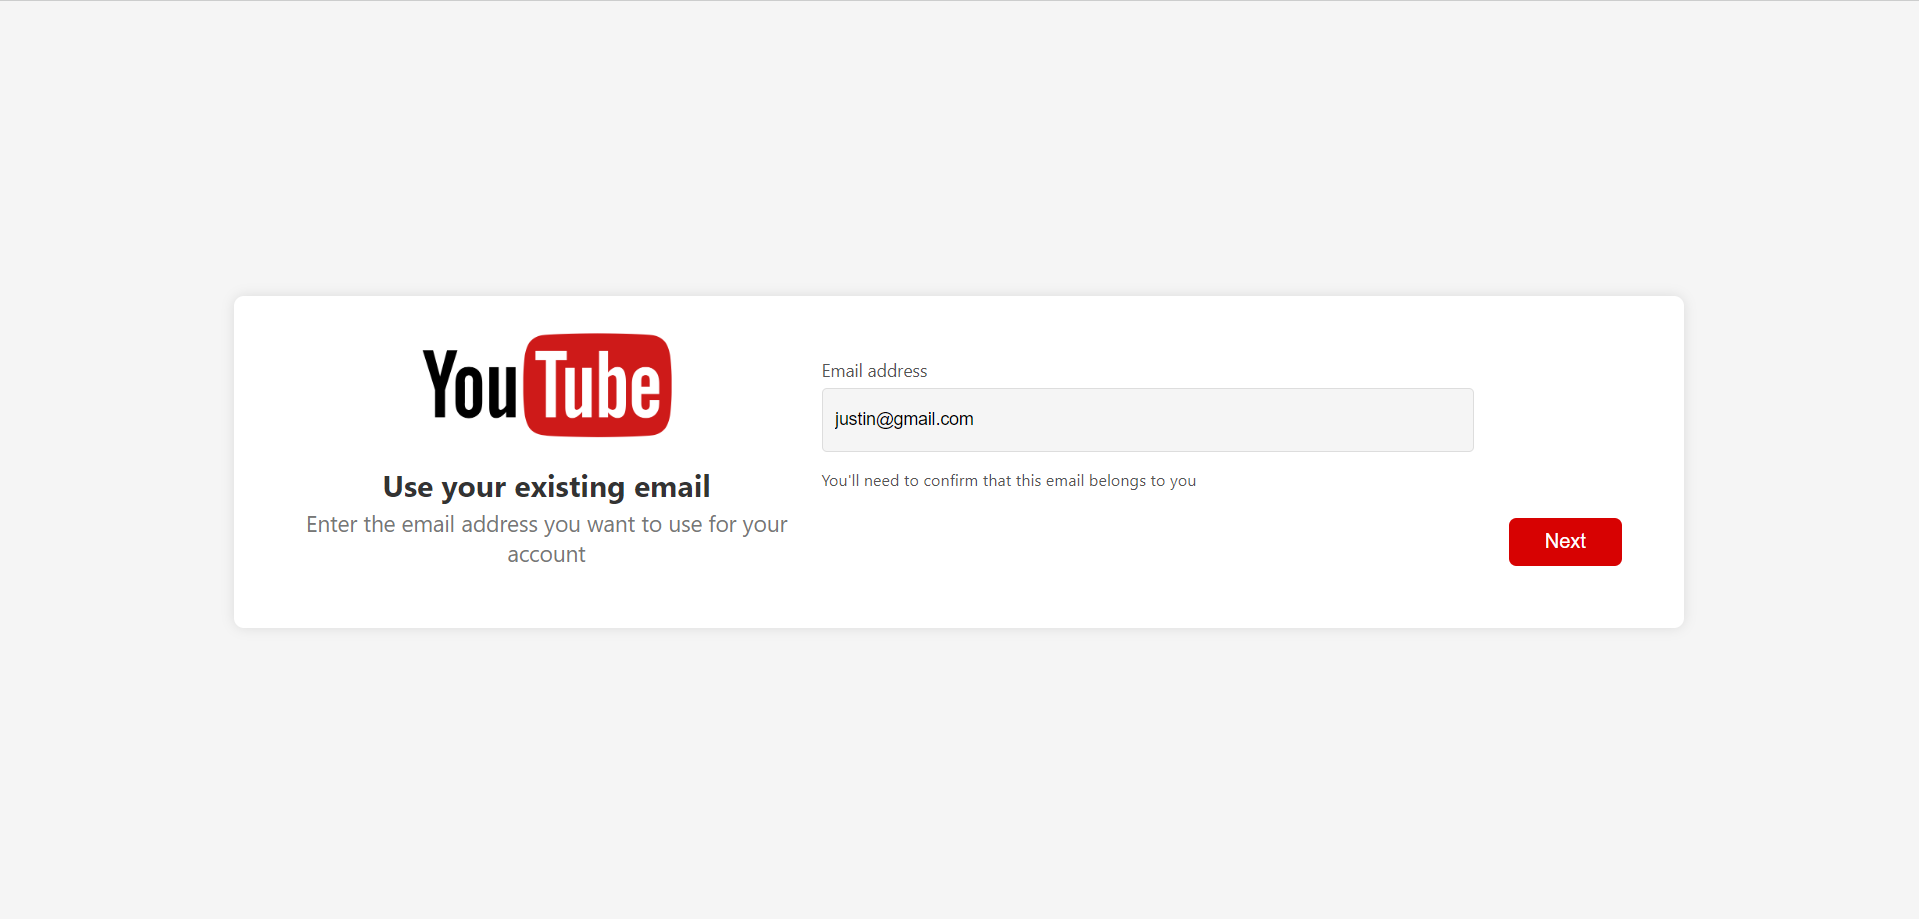 YouTube
Use your existing email
Enter the email address you want to use for your
account
Email address
justin@gmail.com
You'll need to confirm that this email belongs to you
Next